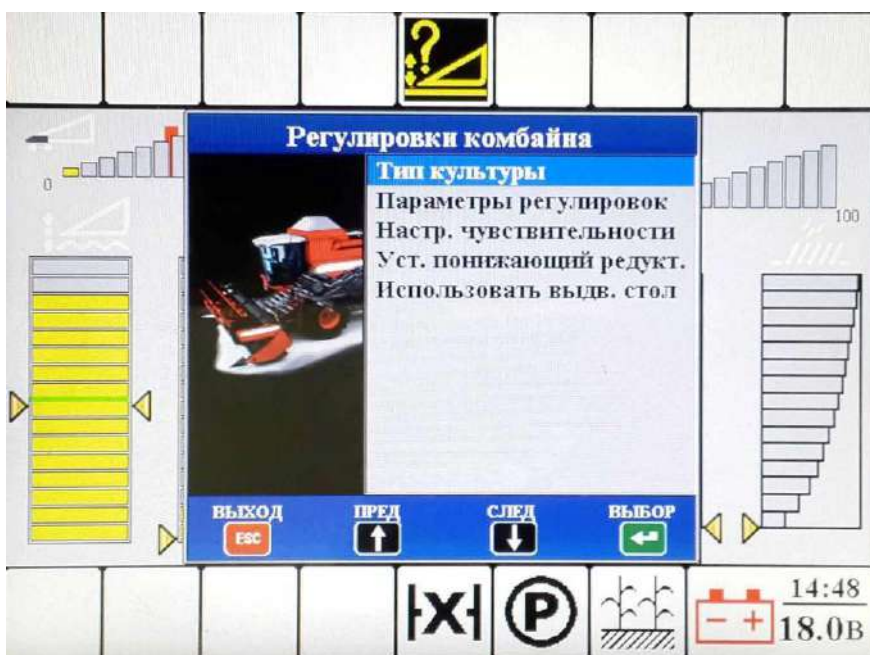 ?
Регулировки комбайна
0
100
Тип культуры
Параметры регулировок
Настр. чувствительности
Уст. понижающий редукт.
Использовать выдв. стол
ВЫХОД
ПРЕД
СЛЕД
ВЫБОР
ESC
X
P
14:48
18.0В